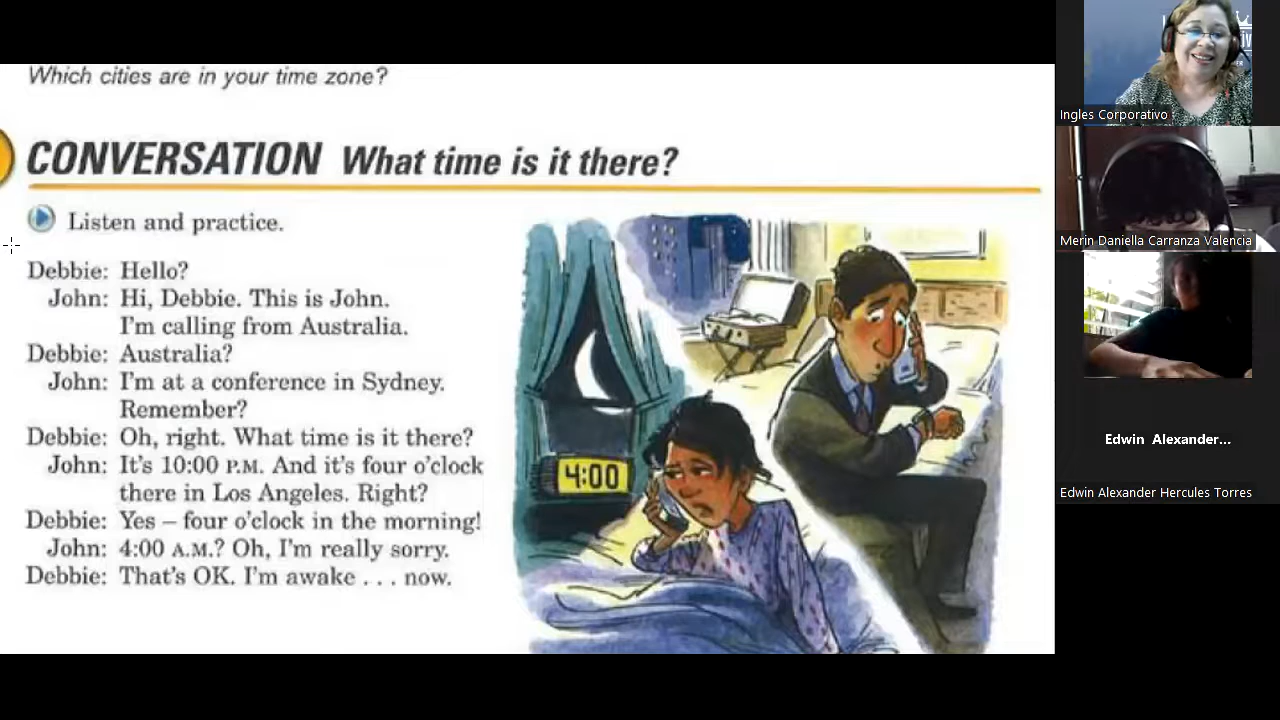 Which cities are in your time zone?
CONVERSATION What time is it there?
Listen and practice.
Debbie: Hello?
John: Hi, Debbie. This is John.
I'm calling from Australia.
Debbie: Australia?
John: I'm at a conference in Sydney.
Remember?
Debbie: Oh, right. What time is it there?
John: It's 10:00 P.M. And it's four o'clock
there in Los Angeles. Right?
Debbie: Yes – four o'clock in the morning!
John: 4:00 A.M.? Oh, I'm really sorry.
Debbie: That's OK. I'm awake . . . now.
4:00
Ingles Corporativo
Merin Daniella Carranza Valencia
Edwin Alexander...
Edwin Alexander Hercules Torres